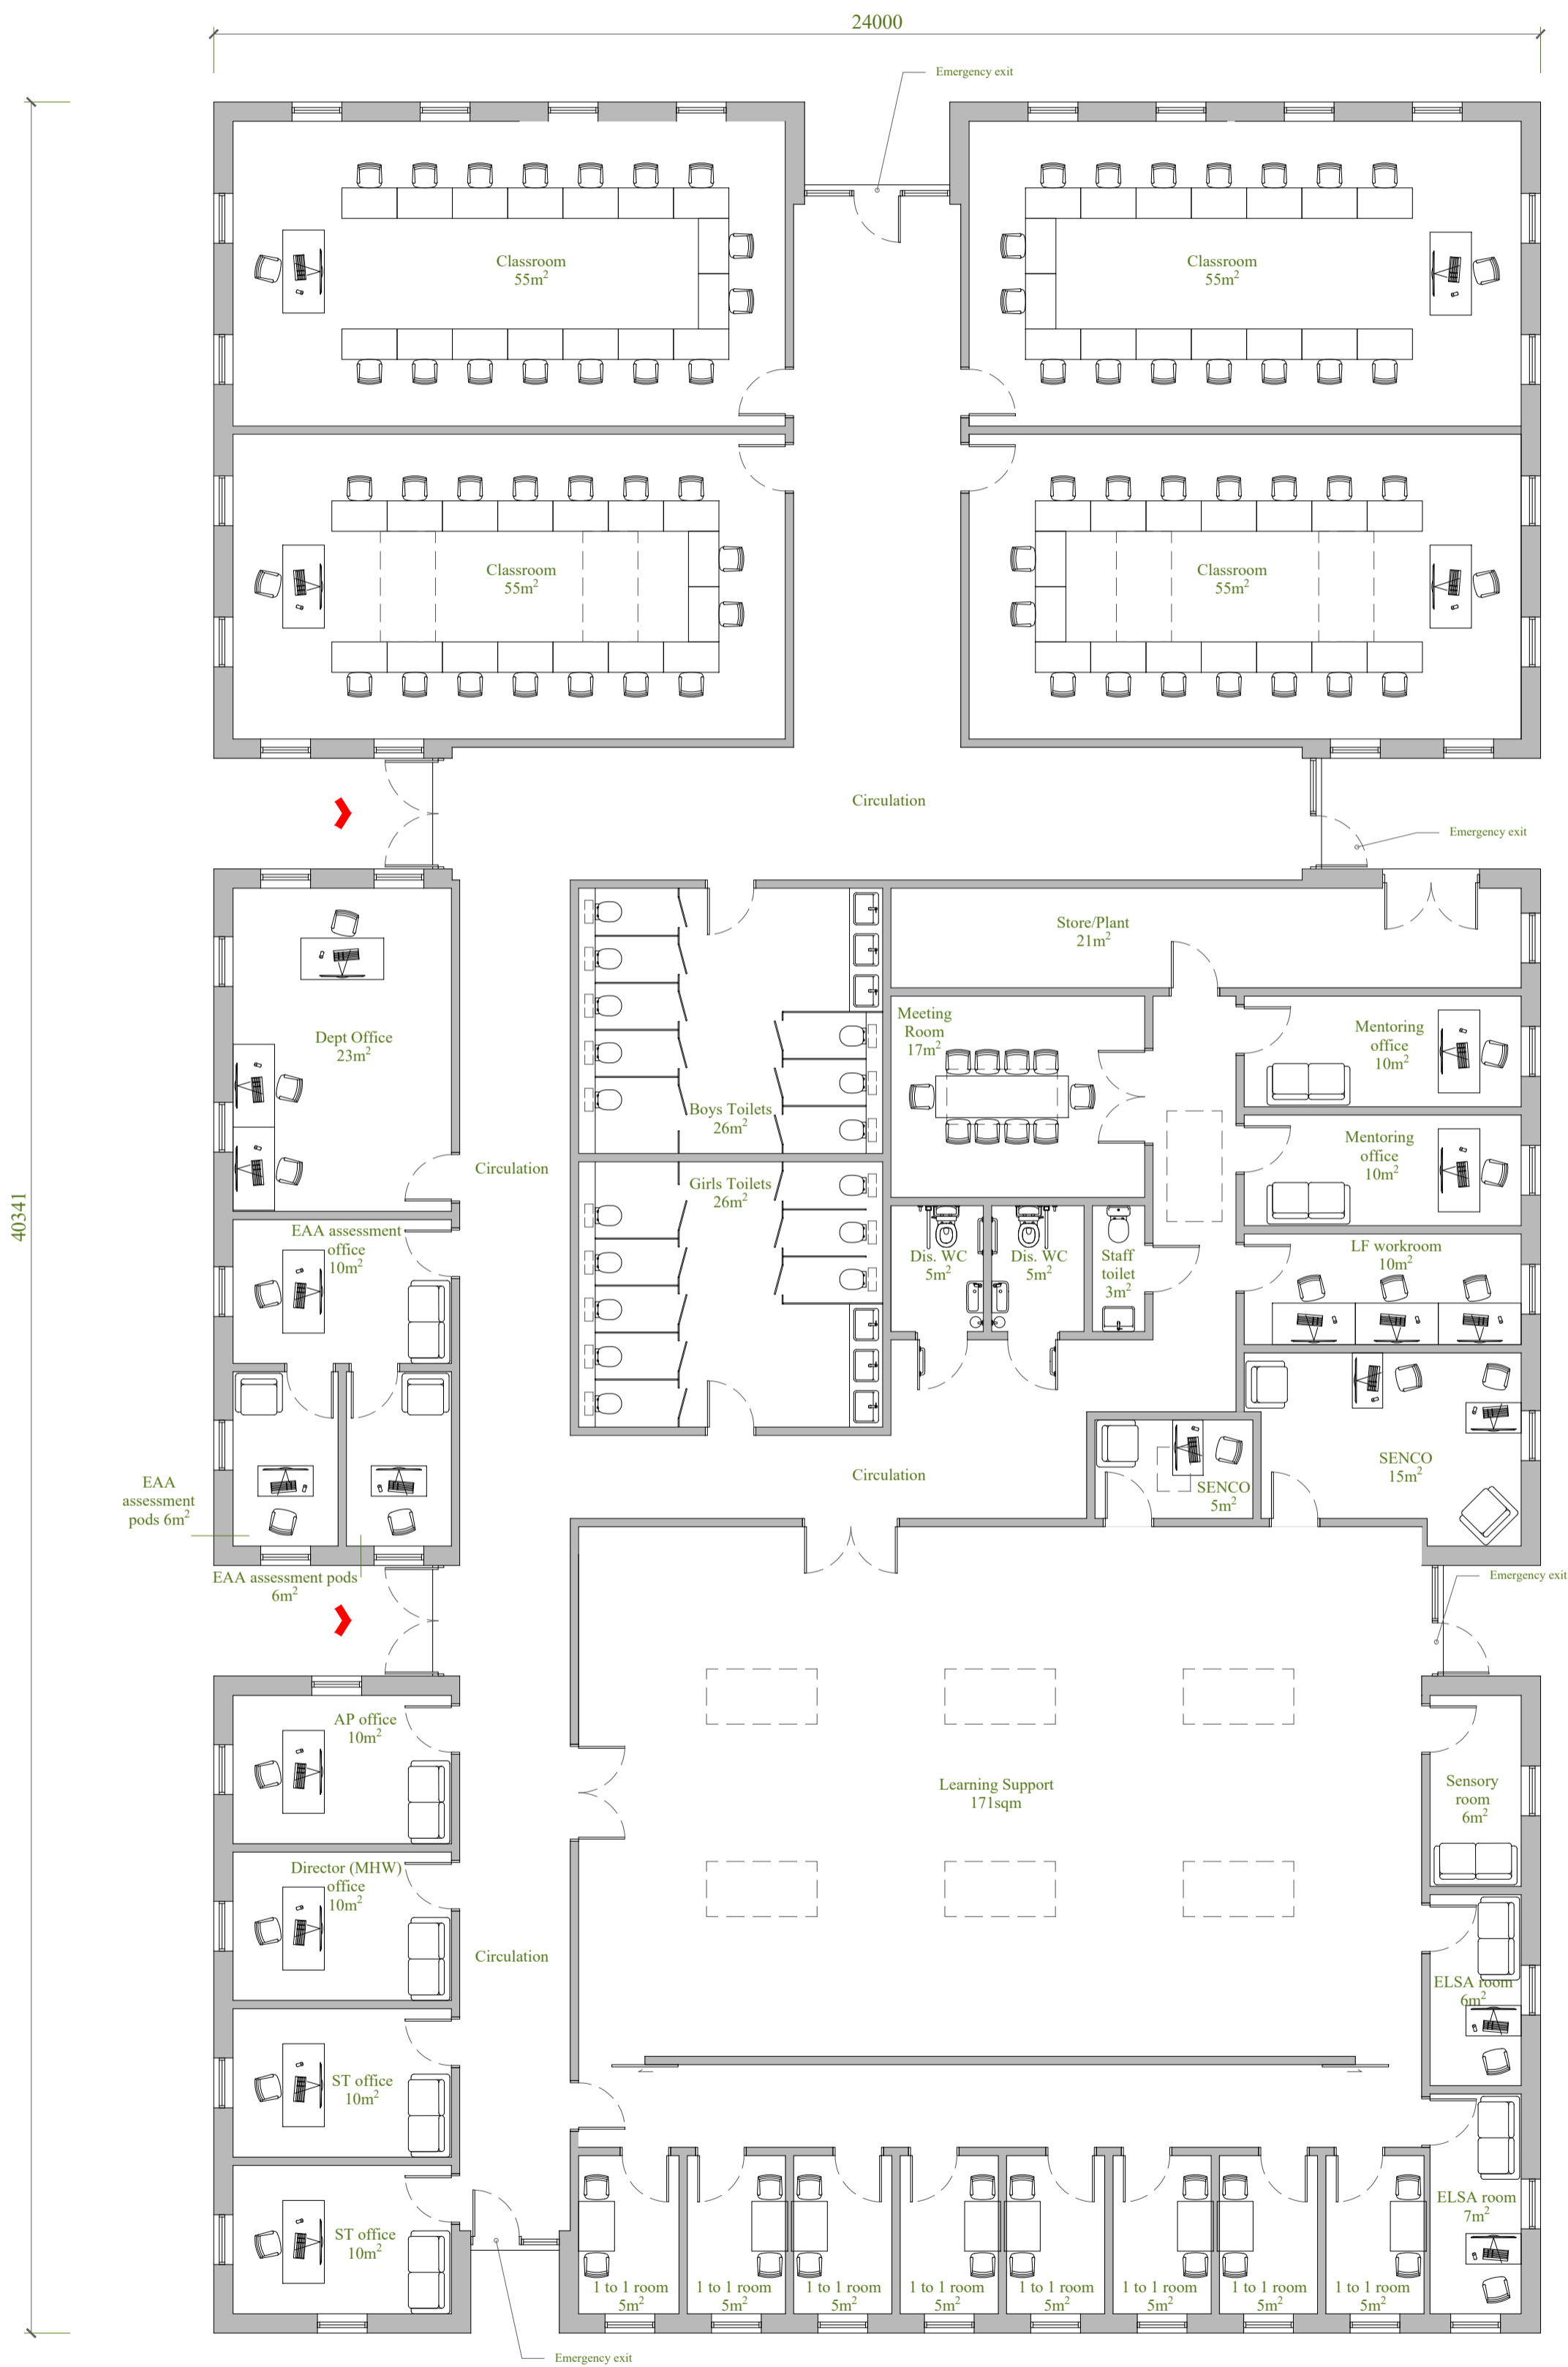 24000
Emergency exit
40341
Classroom
55m²
Classroom
55m²
Classroom
55m²
Classroom
55m²
Circulation
Emergency exit
Store/Plant
21m²
Dept Office
23m²
Meeting
Room
17m²
Mentoring
office
10m²
Boys Toilets
26m²
Circulation
Mentoring
office
10m²
Girls Toilets
26m²
EAA assessment
office
10m²
Dis. WC
5m²
Dis. WC
5m²
Staff
toilet
3m²
LF workroom
10m²
Circulation
SENCO
15m²
SENCO
5m²
EAA
assessment
pods 6m²
EAA assessment pods
6m²
Emergency exit
AP office
10m²
Learning Support
171sqm
Sensory
room
6m²
Director (MHW)
office
10m²
Circulation
ELSA room
6m²
ST office
10m²
ELSA room
7m²
ST office
10m²
1 to 1 room
5m²
1 to 1 room
5m²
1 to 1 room
5m²
1 to 1 room
5m²
1 to 1 room
5m²
1 to 1 room
5m²
1 to 1 room
5m²
1 to 1 room
5m²
Emergency exit